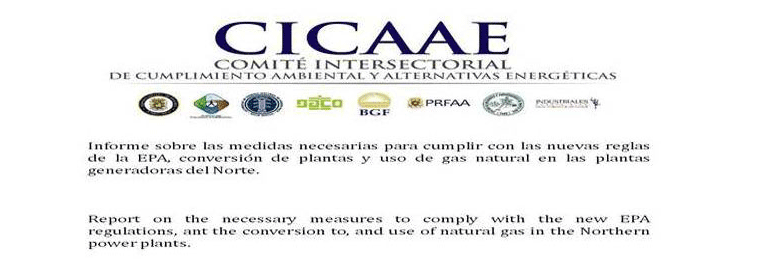 CICAAE
COMITÉ INTERSECTORIAL
DE CUMPLIMIENTO AMBIENTAL Y ALTERNATIVAS ENERGÉTICAS
BGF
PRFAA
INDUSTRIALES
Informe sobre las medidas necesarias para cumplir con las nuevas reglas
de la EPA, conversión de plantas y uso de gas natural en las plantas
generadoras del Norte.
Report on the necessary measures to comply with the new EPA
regulations, ant the conversion to, and use of natural gas in the Northern
power plants.